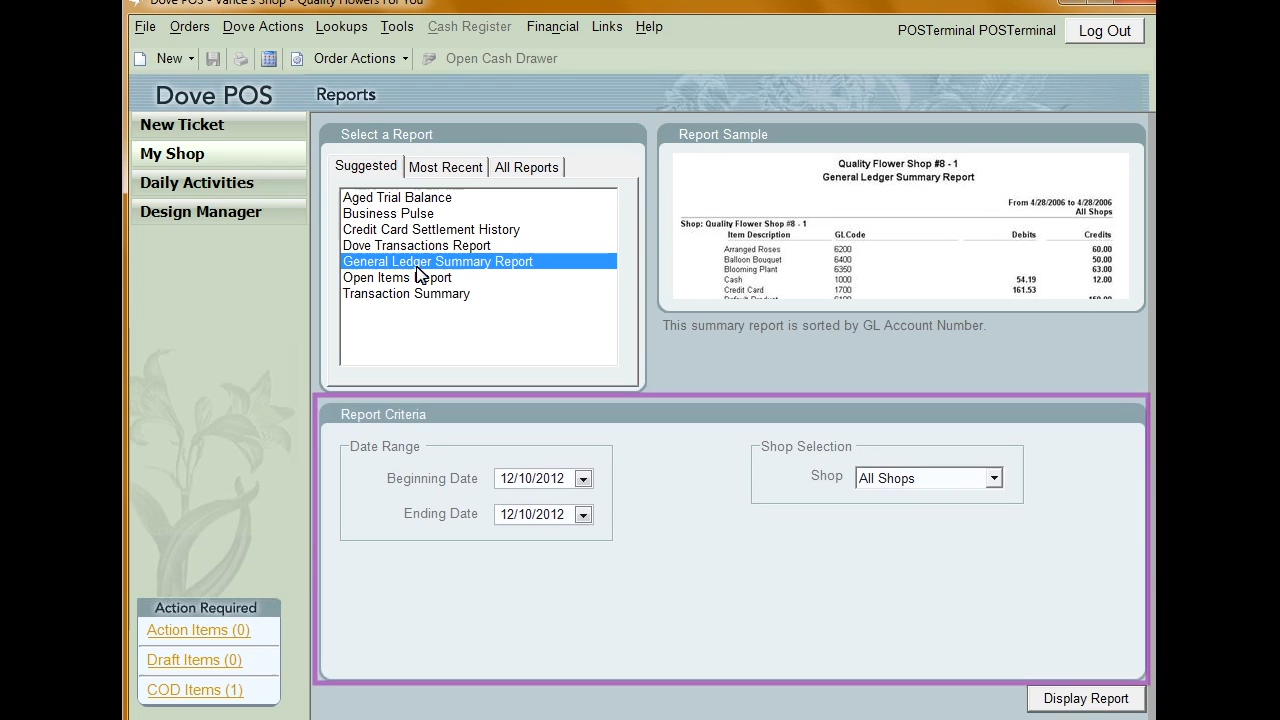 Dove POS - Vance's Shop - Quality Flowers For You
File Orders Dove Actions Lookups Tools Cash Register Financial Links Help
POSTerminal POSTerminal Log Out
New Order Actions Open Cash Drawer
Dove POS Reports
New Ticket
My Shop
Daily Activities
Design Manager
Select a Report
Suggested Most Recent All Reports
Aged Trial Balance
Business Pulse
Credit Card Settlement History
Dove Transactions Report
General Ledger Summary Report
Open Items Report
Transaction Summary
Report Sample
Quality Flower Shop #8 - 1
General Ledger Summary Report
From 4/28/2006 to 4/28/2006
All Shops
Shop: Quality Flower Shop #8 - 1
Item Description GL Code Debits Credits
Arranged Roses 6200 60.00
Balloon Bouquet 6400 50.00
Blooming Plant 6350 63.00
Cash 1000 54.19 12.00
Credit Card 1700 161.53
Default Product 6100 150.00
This summary report is sorted by GL Account Number.
Report Criteria
Date Range
Beginning Date 12/10/2012
Ending Date 12/10/2012
Shop Selection
Shop All Shops
Action Required
Action Items (0)
Draft Items (0)
COD Items (1)
Display Report